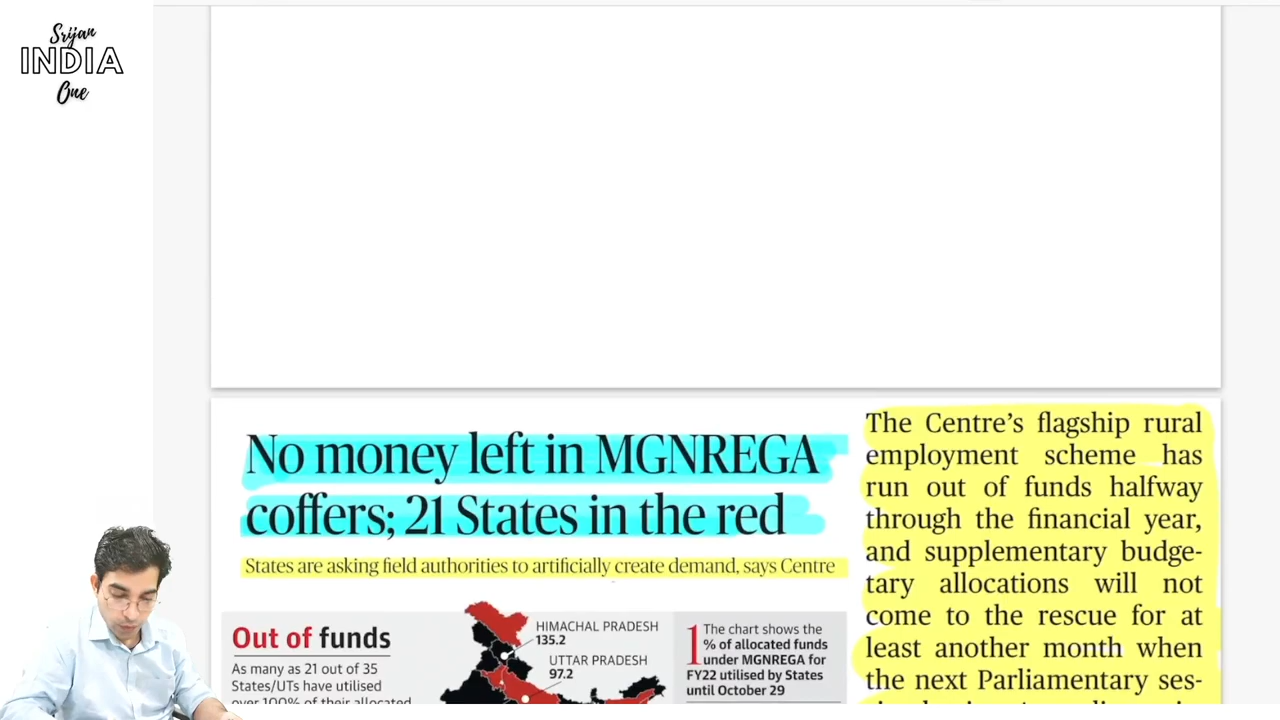 Srijan
INDIA
One
No money left in MGNREGA
coffers; 21 States in the red
States are asking field authorities to artificially create demand, says Centre
Out of funds
As many as 21 out of 35
States/UTs have utilised
over 100% of their allocated
HIMACHAL PRADESH
135.2
UTTAR PRADESH
97.2
1 The chart shows the
% of allocated funds
under MGNREGA for
FY22 utilised by States
until October 29
The Centre's flagship rural
employment scheme has
run out of funds halfway
through the financial year,
and supplementary budge-
tary allocations will not
come to the rescue for at
least another month when
the next Parliamentary ses-